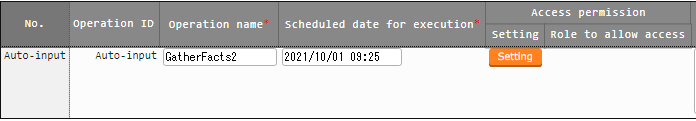 No. Operation ID Operation name* Scheduled date for execution* Access permission
Setting Role to allow access
Auto-input Auto-input GatherFacts2 2021/10/01 09:25 Setting